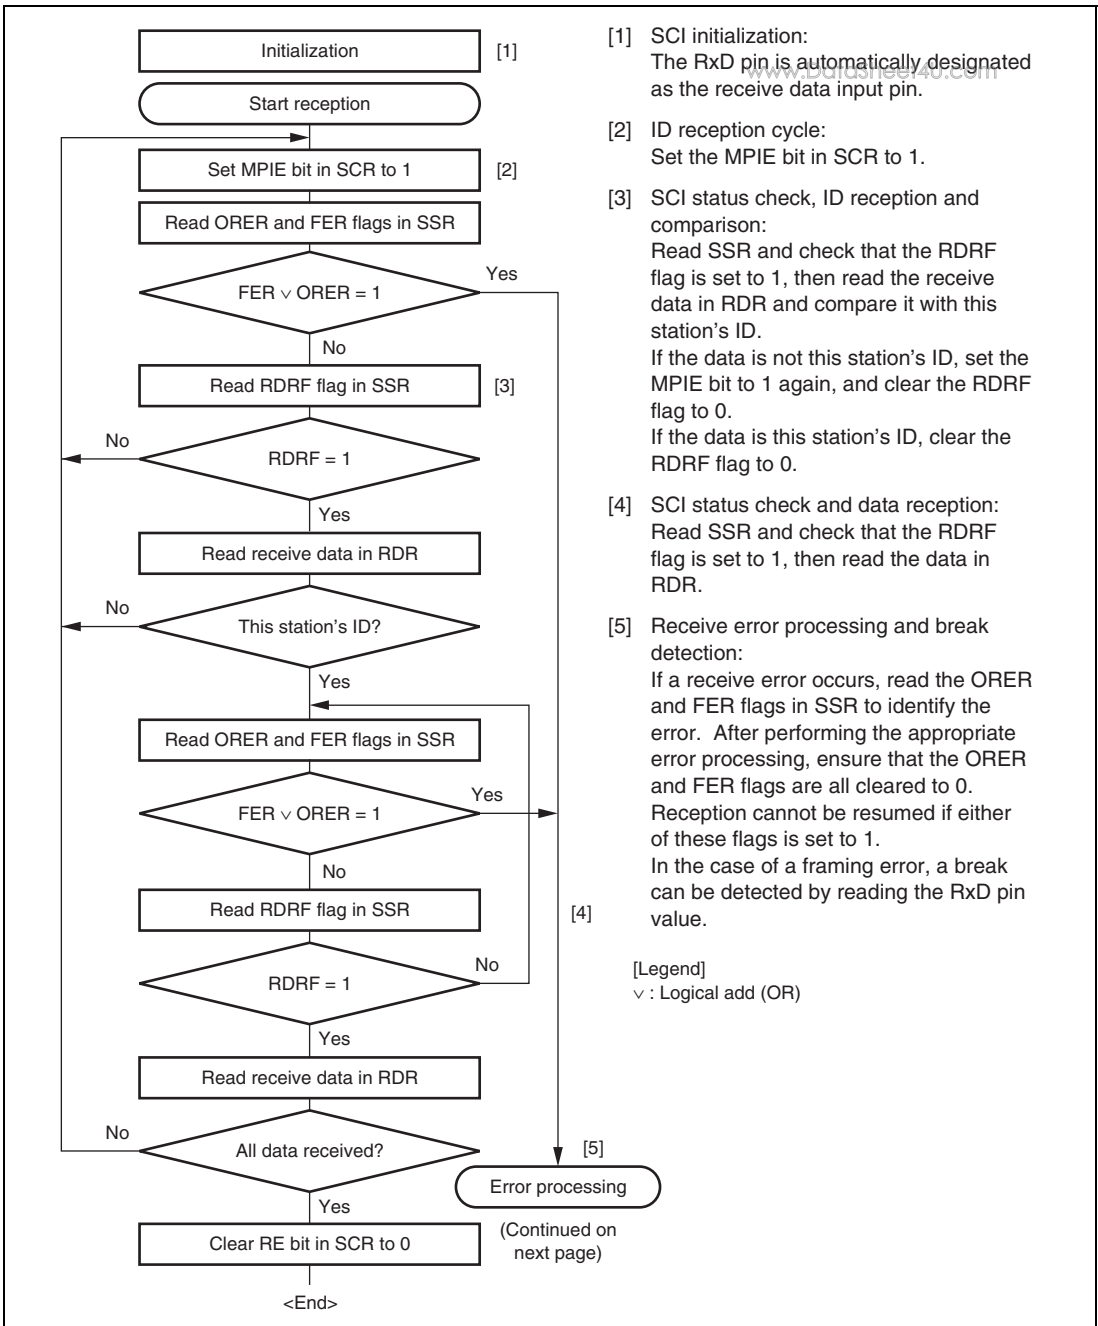 Initialization [1]
Start reception
Set MPIE bit in SCR to 1 [2]
Read ORER and FER flags in SSR
FER ∨ ORER = 1
Yes
No
Read RDRF flag in SSR [3]
No
RDRF = 1
Yes
Read receive data in RDR
No
This station's ID?
Yes
Read ORER and FER flags in SSR
Yes
FER ∨ ORER = 1
No
Read RDRF flag in SSR
[4]
No
RDRF = 1
Yes
Read receive data in RDR
No
All data received?
[5]
Error processing
Yes
(Continued on
next page)
Clear RE bit in SCR to 0
<End>
[1] SCI initialization:
The RxD pin is automatically designated
www.DataSheet4U.com
as the receive data input pin.
[2] ID reception cycle:
Set the MPIE bit in SCR to 1.
[3] SCI status check, ID reception and
comparison:
Read SSR and check that the RDRF
flag is set to 1, then read the receive
data in RDR and compare it with this
station's ID.
If the data is not this station's ID, set the
MPIE bit to 1 again, and clear the RDRF
flag to 0.
If the data is this station's ID, clear the
RDRF flag to 0.
[4] SCI status check and data reception:
Read SSR and check that the RDRF
flag is set to 1, then read the data in
RDR.
[5] Receive error processing and break
detection:
If a receive error occurs, read the ORER
and FER flags in SSR to identify the
error. After performing the appropriate
error processing, ensure that the ORER
and FER flags are all cleared to 0.
Reception cannot be resumed if either
of these flags is set to 1.
In the case of a framing error, a break
can be detected by reading the RxD pin
value.
[Legend]
∨ : Logical add (OR)